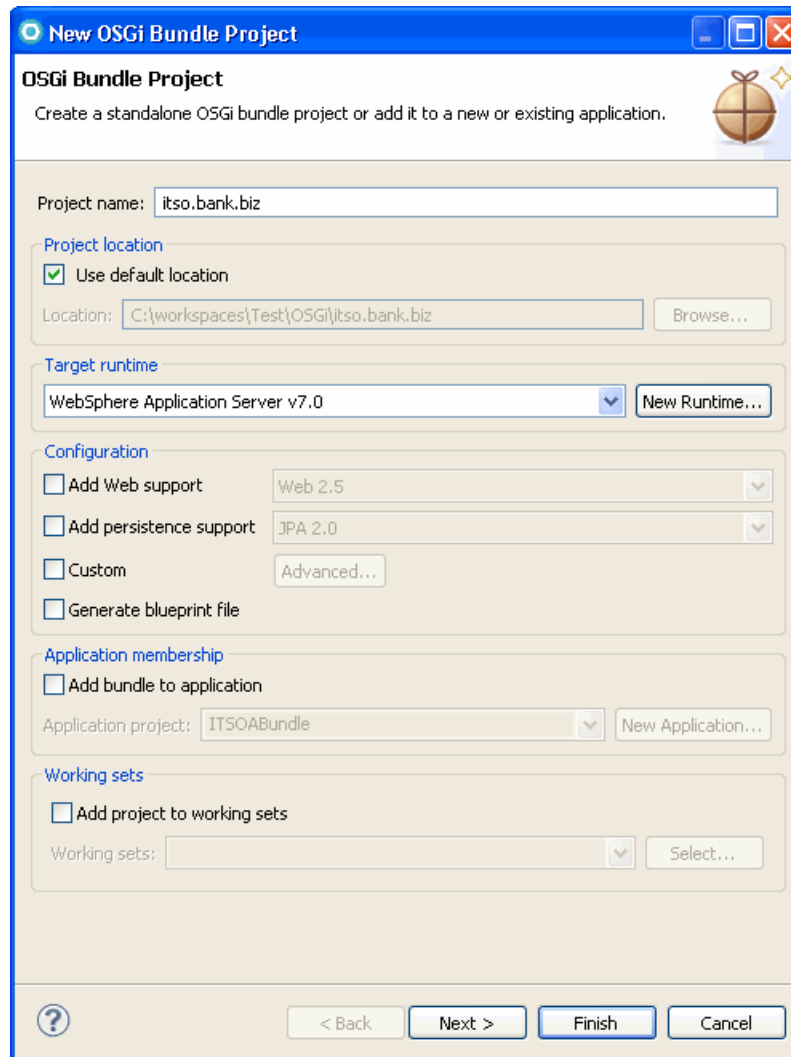 New OSGi Bundle Project
OSGi Bundle Project
Create a standalone OSGi bundle project or add it to a new or existing application.
Project name: itso.bank.biz
Project location
Use default location
Location: C:\workspaces\Test\OSGi\itso.bank.biz Browse...
Target runtime
WebSphere Application Server v7.0 New Runtime...
Configuration
Add Web support Web 2.5
Add persistence support JPA 2.0
Custom Advanced...
Generate blueprint file
Application membership
Add bundle to application
Application project: ITSOABundle New Application...
Working sets
Add project to working sets
Working sets: Select...
? < Back Next > Finish Cancel